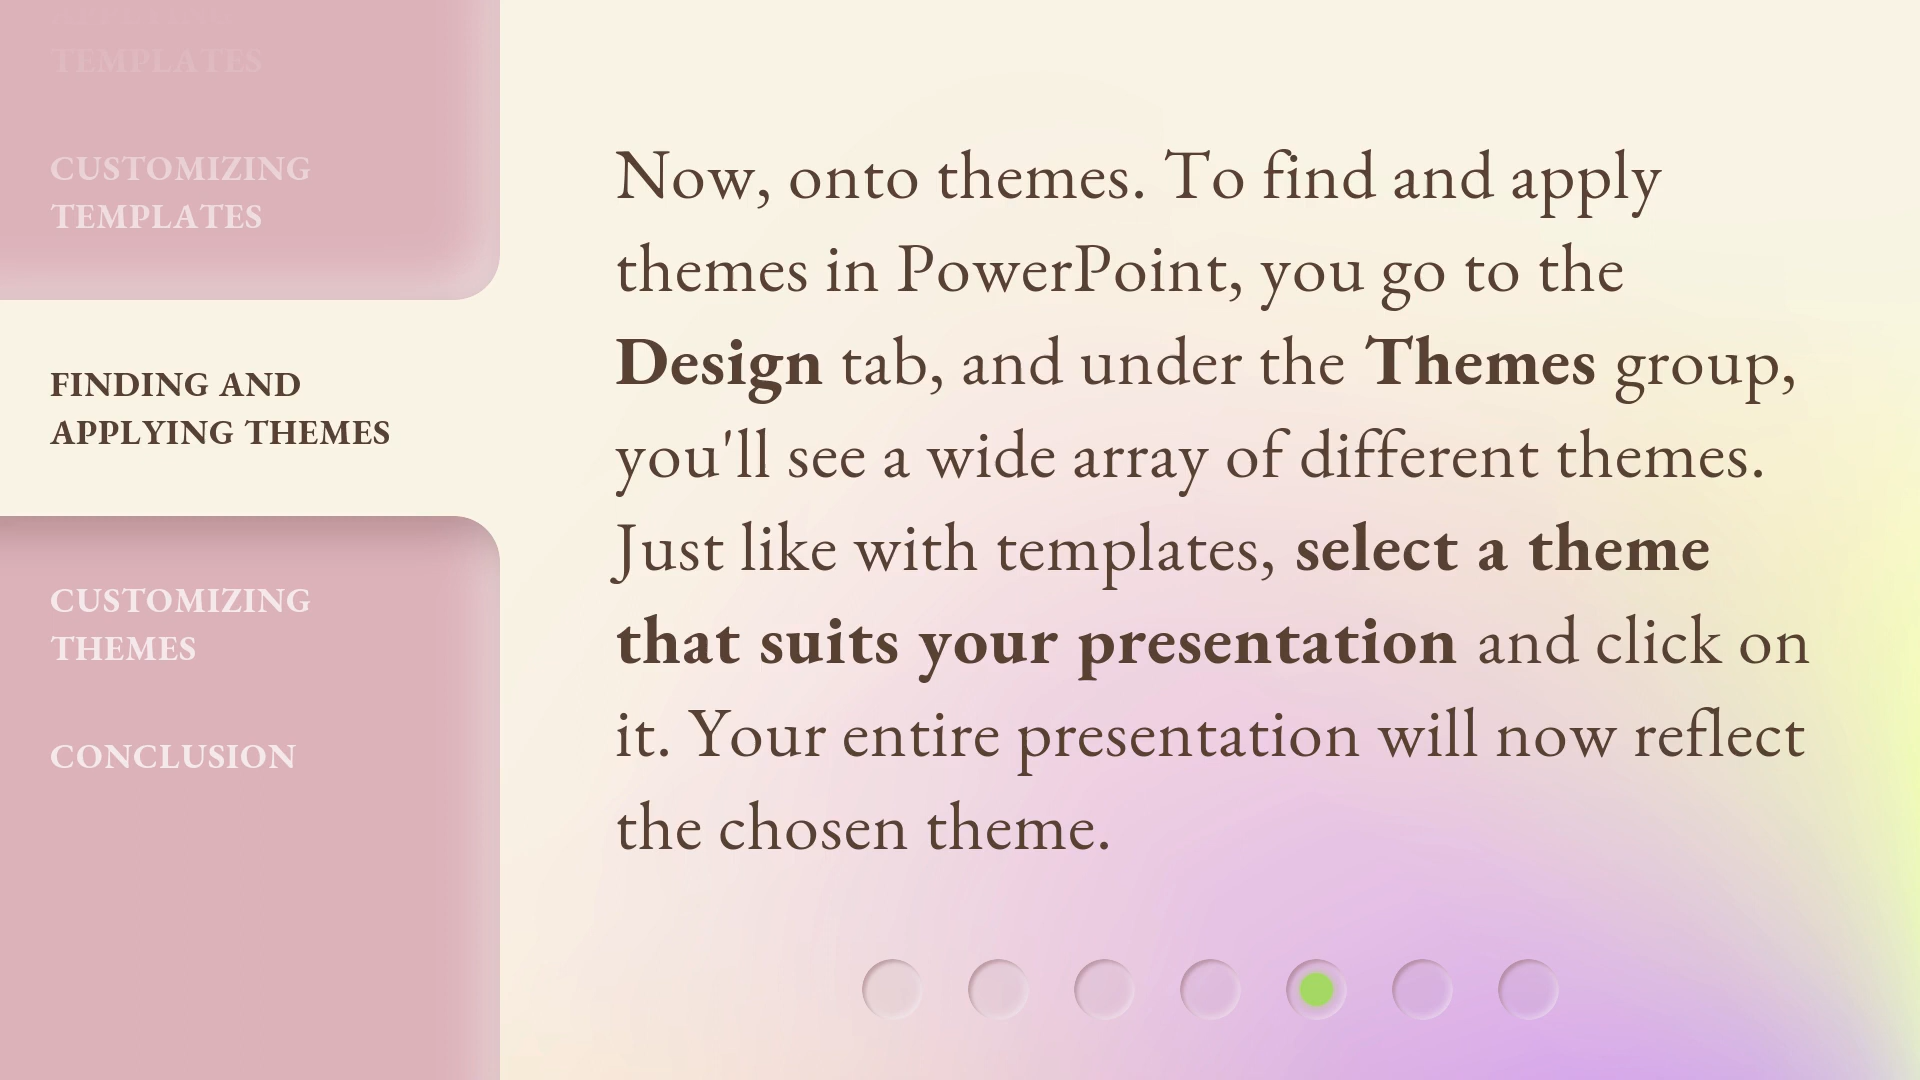 TEMPLATES
CUSTOMIZING
TEMPLATES
FINDING AND
APPLYING THEMES
CUSTOMIZING
THEMES
CONCLUSION
Now, onto themes. To find and apply
themes in PowerPoint, you go to the
Design tab, and under the Themes group,
you'll see a wide array of different themes.
Just like with templates, select a theme
that suits your presentation and click on
it. Your entire presentation will now reflect
the chosen theme.